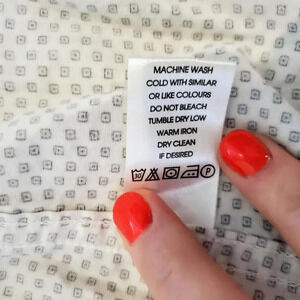 MACHINE WASH
COLD WITH SIMILAR
OR LIKE COLOURS
DO NOT BLEACH
TUMBLE DRY LOW
WARM IRON
DRY CLEAN
IF DESIRED